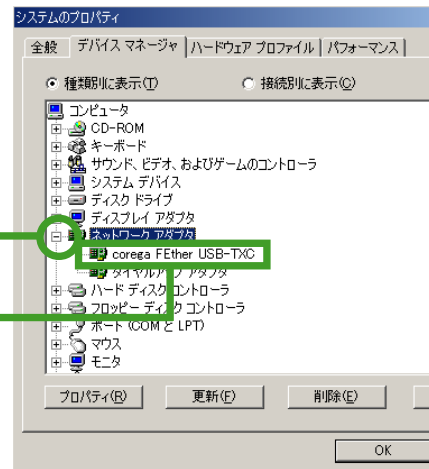 システムのプロパティ
全般 デバイス マネージャ ハードウェア プロファイル パフォーマンス
種類別に表示(T) 接続別に表示(C)
コンピュータ
CD-ROM
キーボード
サウンド、ビデオ、およびゲームのコントローラ
システム デバイス
ディスク ドライブ
ディスプレイ アダプタ
ネットワーク アダプタ
corega FEther USB-TXC
ダイヤルアップ アダプタ
ハード ディスク コントローラ
フロッピー ディスク コントローラ
ポート (COM と LPT)
マウス
モニタ
プロパティ(R) 更新(F) 削除(E)
OK